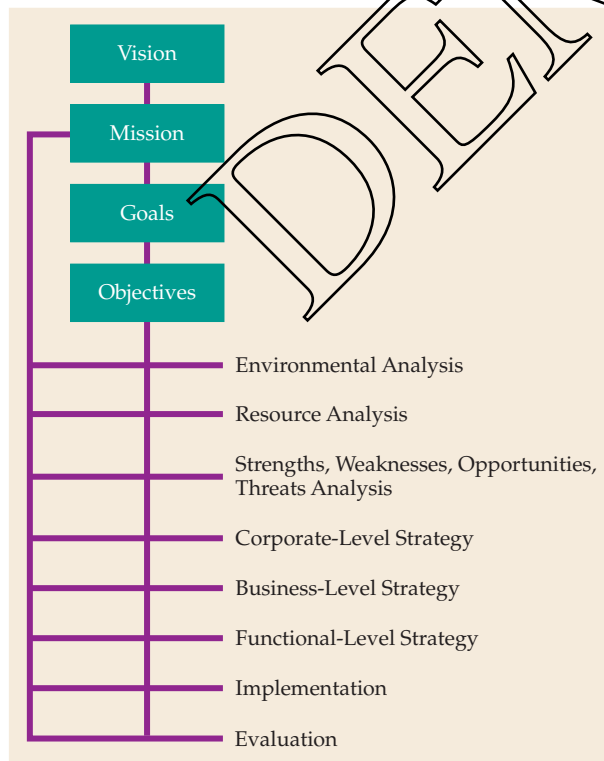 Vision
Mission
Goals
Objectives
Environmental Analysis
Resource Analysis
Strengths, Weaknesses, Opportunities,
Threats Analysis
Corporate-Level Strategy
Business-Level Strategy
Functional-Level Strategy
Implementation
Evaluation